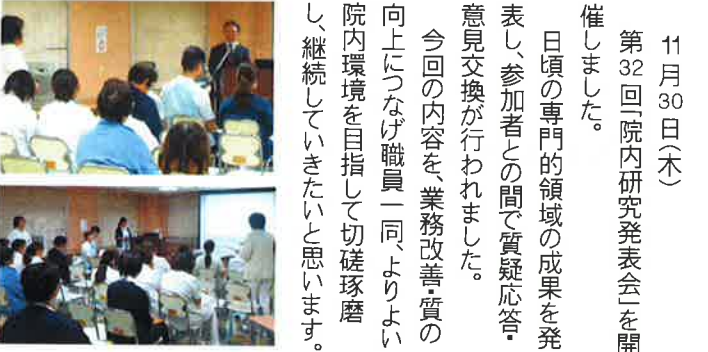 11月30日(木)
第32回「院内研究発表会」を開
催しました。
日頃の専門的領域の成果を発
表し、参加者との間で質疑応答・
意見交換が行われました。
今回の内容を、業務改善・質の
向上につなげ職員一同、よりよい
院内環境を目指して切磋琢磨
し、継続していきたいと思います。